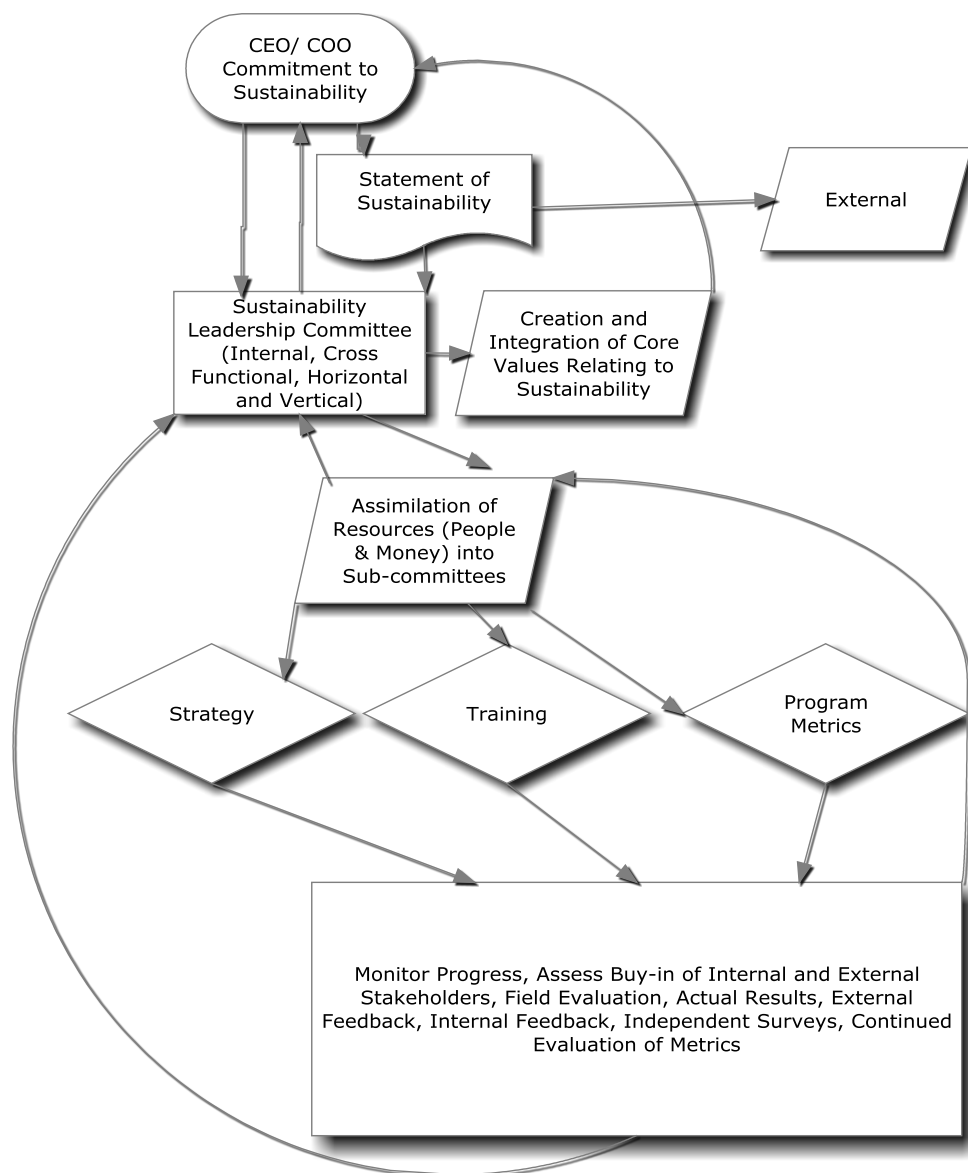 CEO/ COO
Commitment to
Sustainability
Statement of
Sustainability
External
Sustainability
Leadership Committee
(Internal, Cross
Functional, Horizontal
and Vertical)
Creation and
Integration of Core
Values Relating to
Sustainability
Assimilation of
Resources (People
& Money) into
Sub-committees
Strategy
Training
Program
Metrics
Monitor Progress, Assess Buy-in of Internal and External
Stakeholders, Field Evaluation, Actual Results, External
Feedback, Internal Feedback, Independent Surveys, Continued
Evaluation of Metrics